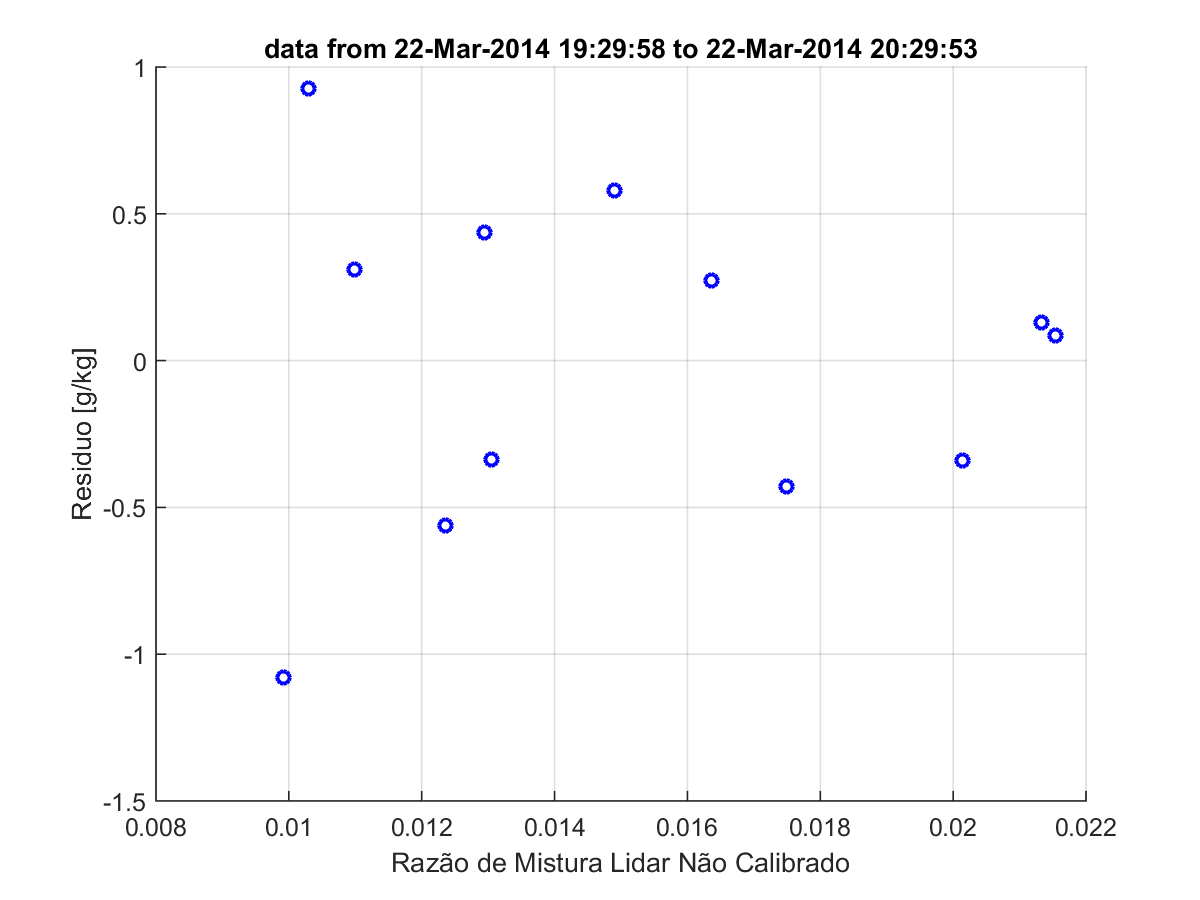 data from 22-Mar-2014 19:29:58 to 22-Mar-2014 20:29:53
1
0.5
0
-0.5
-1
-1.5
Residuo [g/kg]
0.008 0.01 0.012 0.014 0.016 0.018 0.02 0.022
Razão de Mistura Lidar Não Calibrado